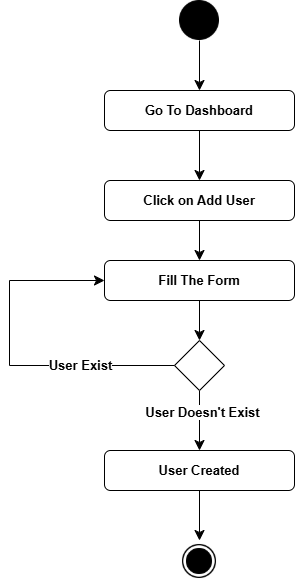 Go To Dashboard
Click on Add User
Fill The Form
User Exist
User Doesn't Exist
User Created